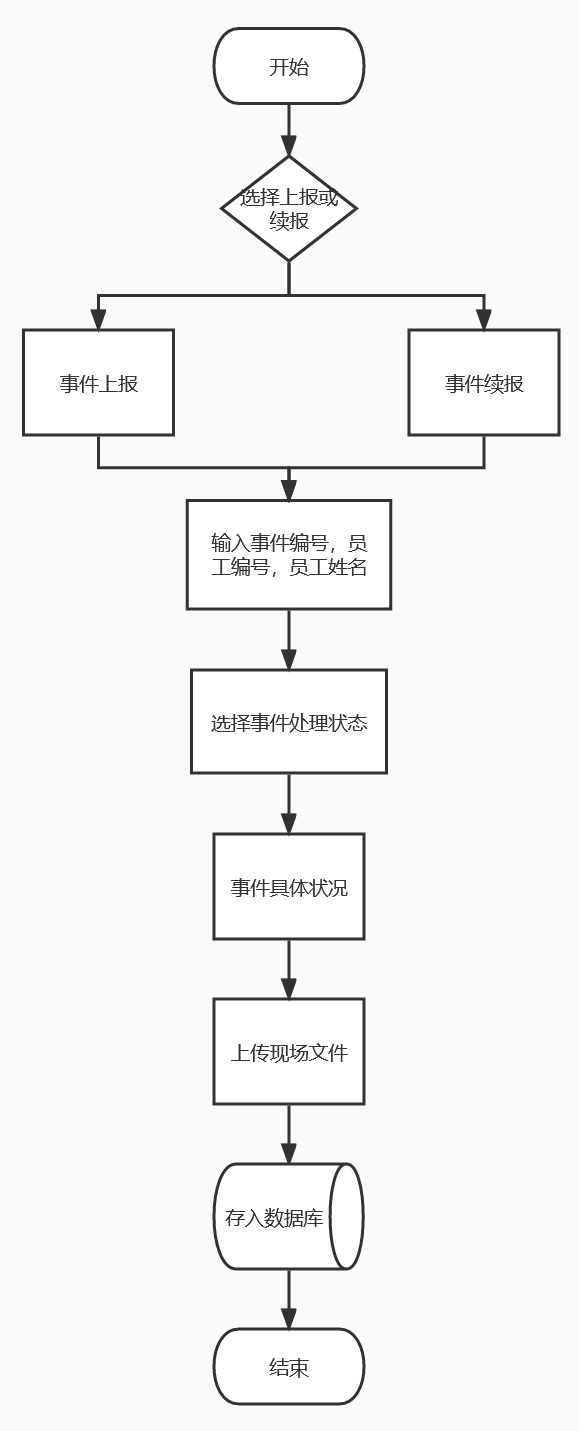 开始
选择上报或
续报
事件上报
事件续报
输入事件编号，员
工编号，员工姓名
选择事件处理状态
事件具体状况
上传现场文件
存入数据库
结束